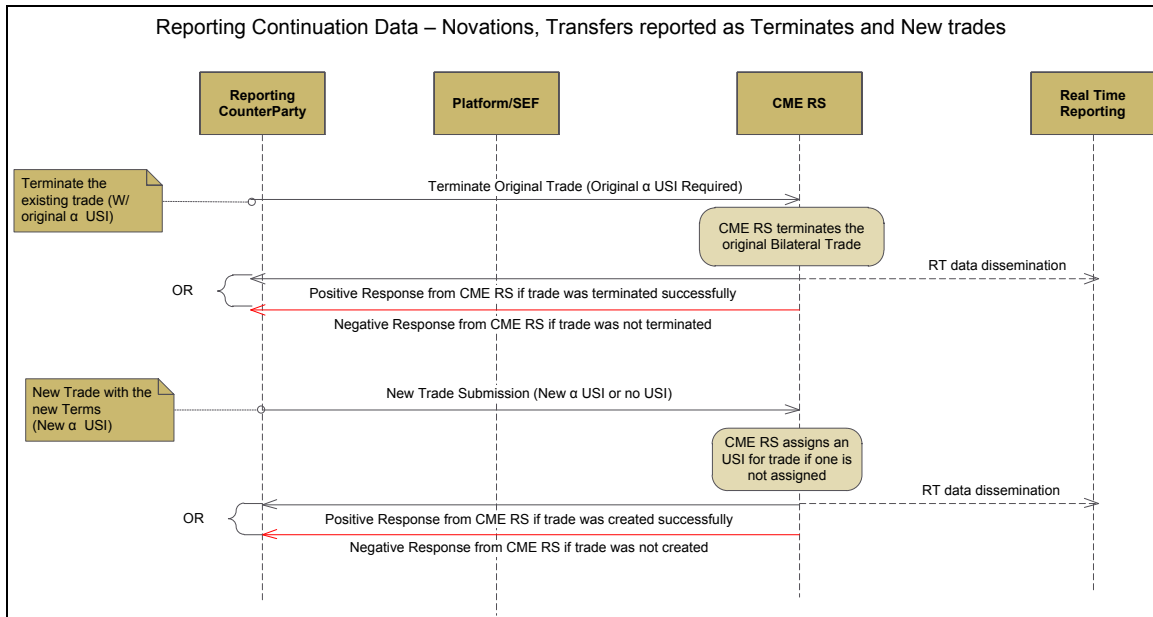 Reporting Continuation Data – Novations, Transfers reported as Terminates and New trades
Reporting
CounterParty
Platform/SEF
CME RS
Real Time
Reporting
Terminate the
existing trade (W/
original α USI)
Terminate Original Trade (Original α USI Required)
CME RS terminates the
original Bilateral Trade
RT data dissemination
OR
Positive Response from CME RS if trade was terminated successfully
Negative Response from CME RS if trade was not terminated
New Trade with the
new Terms
(New α USI)
New Trade Submission (New α USI or no USI)
CME RS assigns an
USI for trade if one is
not assigned
RT data dissemination
OR
Positive Response from CME RS if trade was created successfully
Negative Response from CME RS if trade was not created